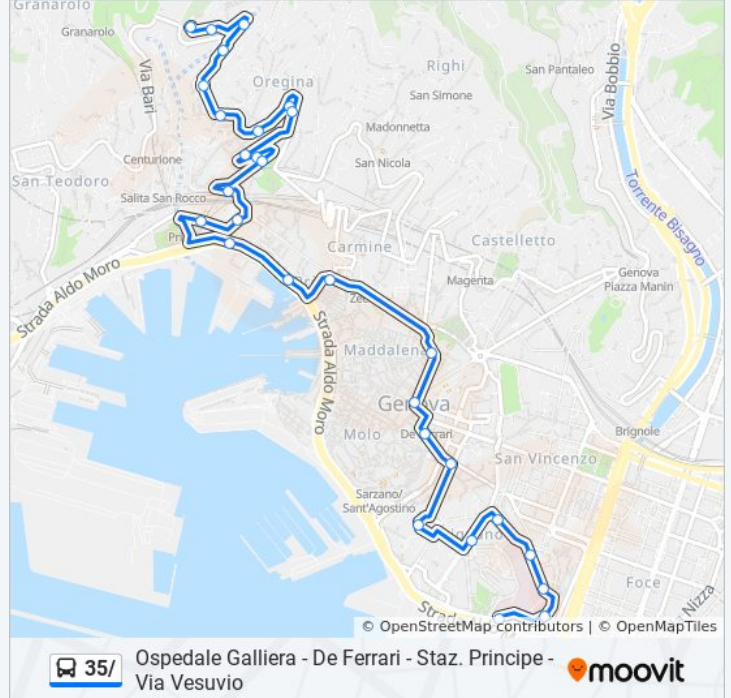 Granarolo
Granarolo
Via Bari
Oregina
Righi
San Pantaleo
Via Bobbio
San Simone
Madonnetta
Centurione
San Nicola
San Teodoro
Salita San Rocco
Torrente Bisagno
Carmine
Castelletto
Strada Aldo Moro
Magenta
Genova
Piazza Manin
Strada Aldo Moro
Maddalena
Genova
Molo
De Ferrari
Brignole
San Vincenzo
Sarzano/
Sant'Agostino
Foce
Nizza
© OpenStreetMap contributors | © OpenMapTiles
35/
Ospedale Galliera - De Ferrari - Staz. Principe -
Via Vesuvio
moovit